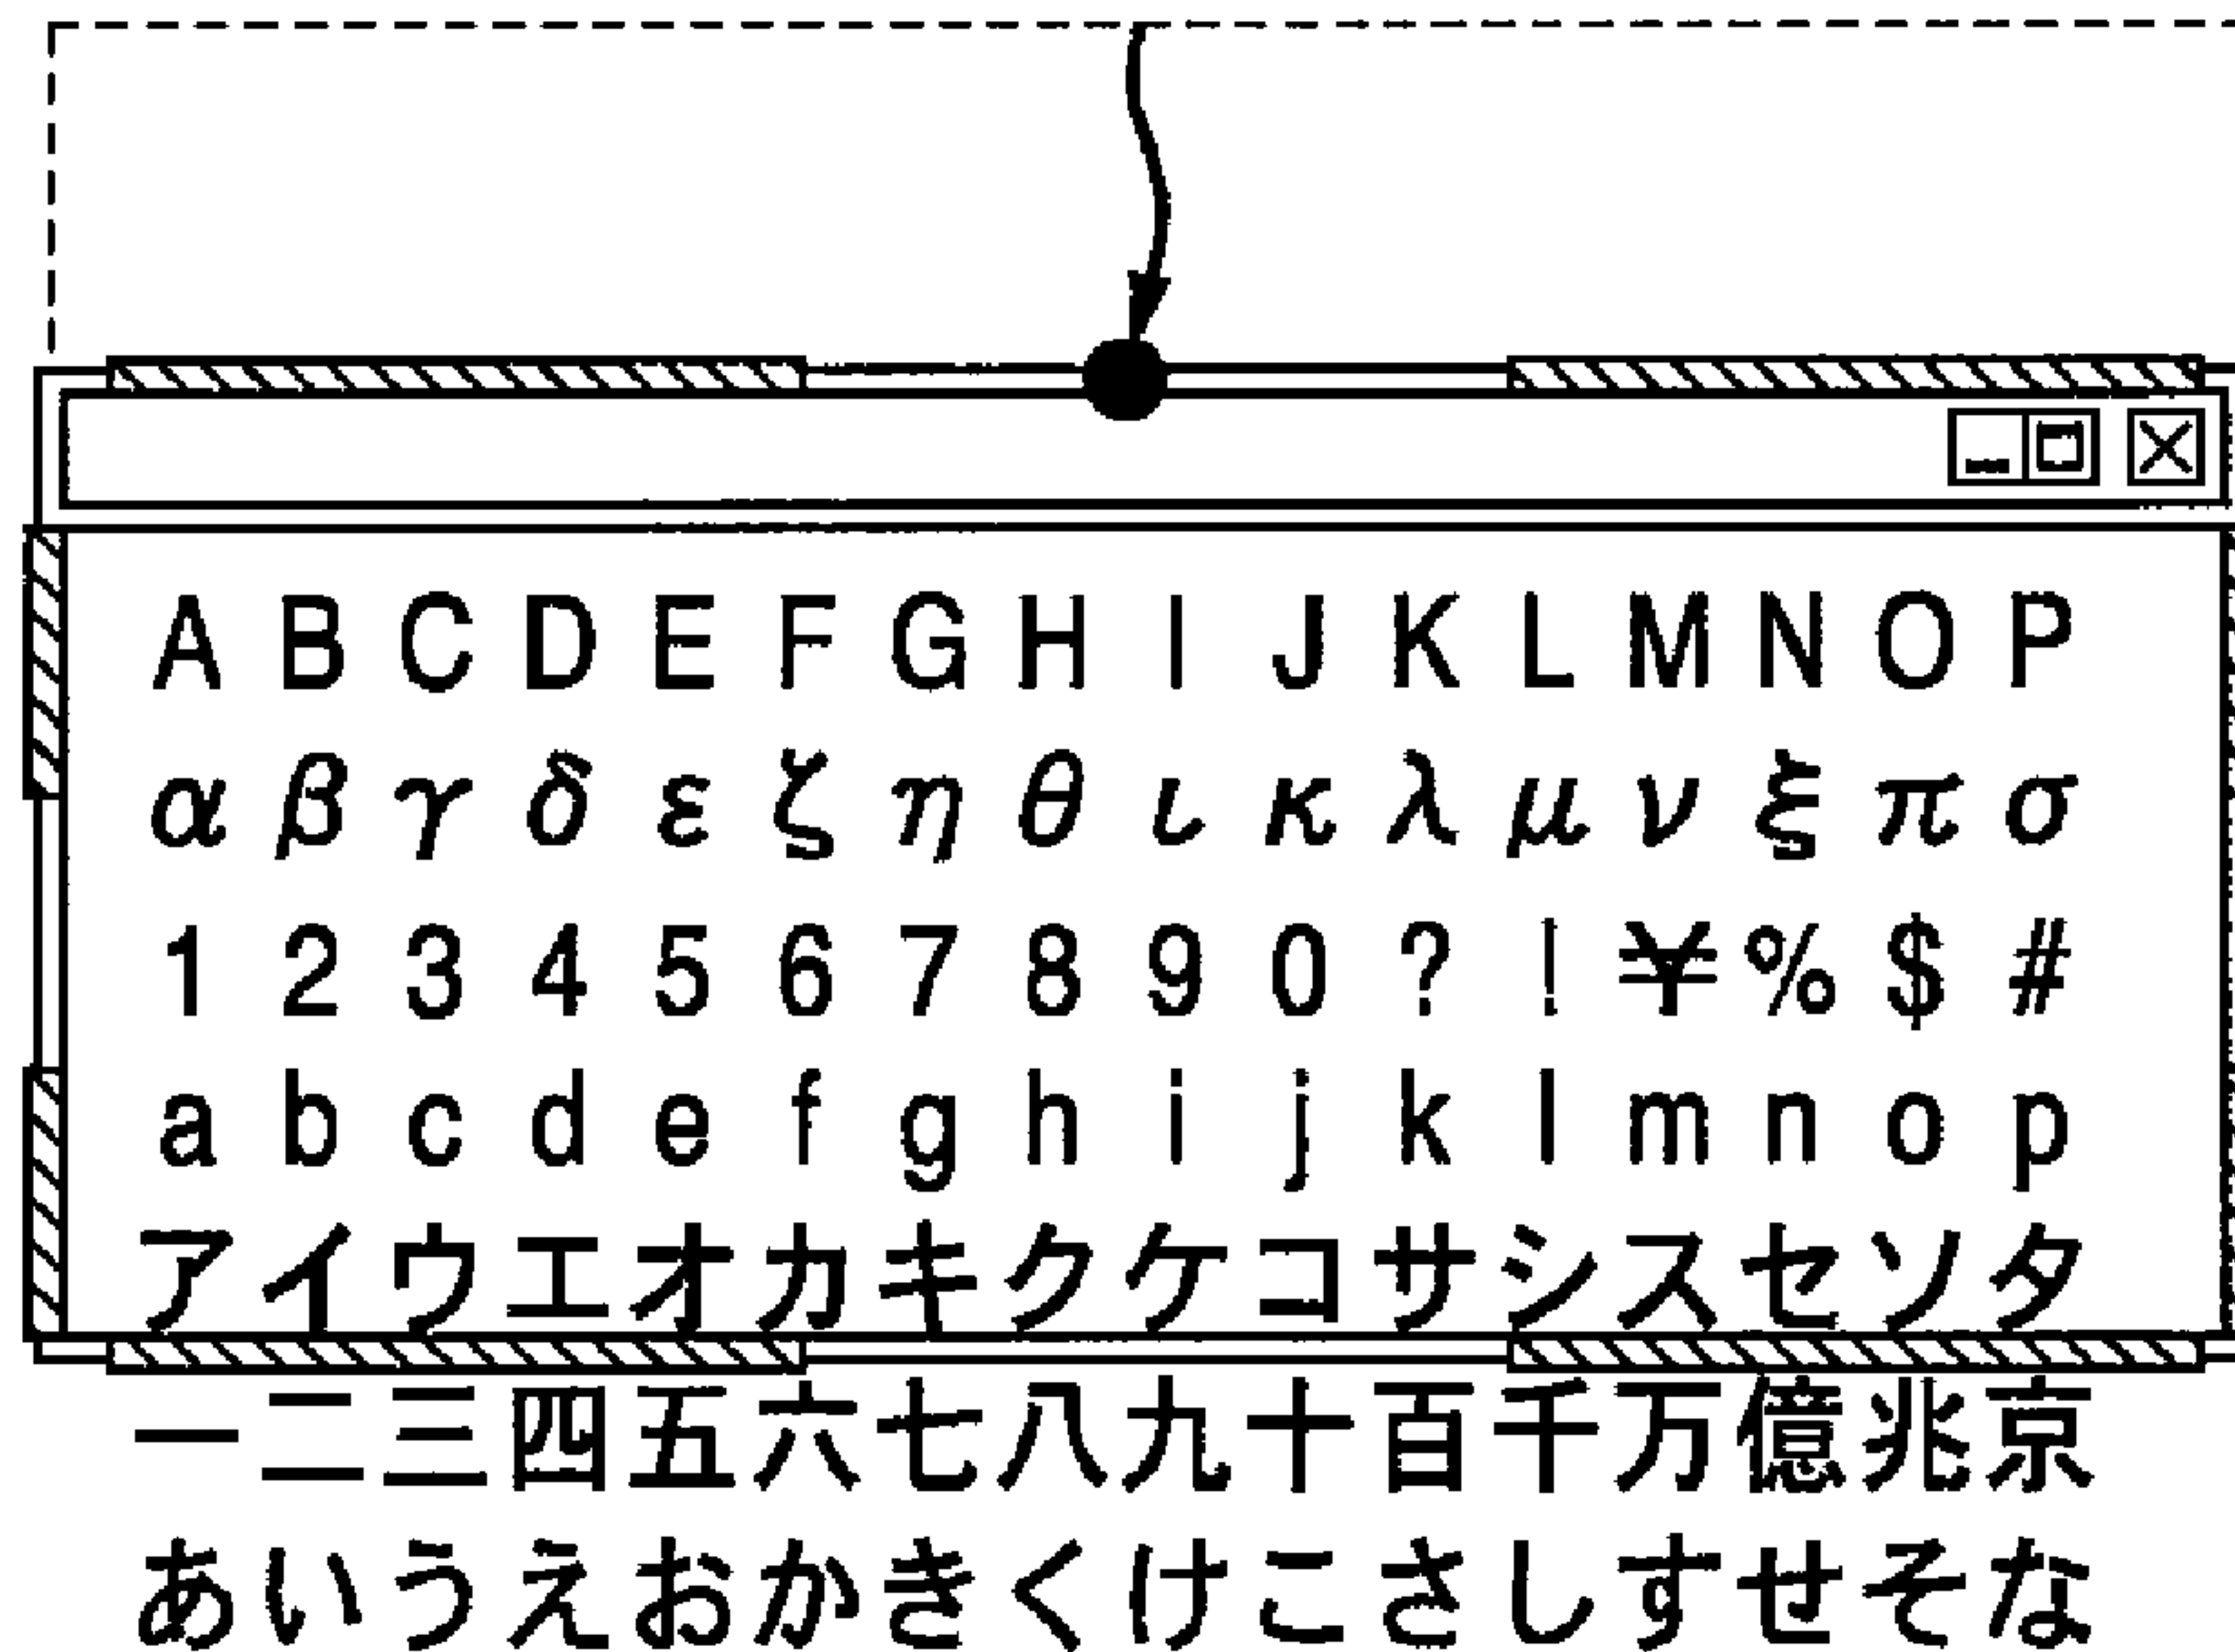 A B C D E F G H I J K L M N O P
α β γ δ ε ζ η θ ι κ λ μ ν ξ π σ
1 2 3 4 5 6 7 8 9 0 ? ! ¥ % $ #
a b c d e f g h i j k l m n o p
ア イ ウ エ オ カ キ ク ケ コ サ シ ス セ ソ タ
一 二 三 四 五 六 七 八 九 十 百 千 万 億 兆 京
あ い う え お か き く け こ さ し す せ そ な